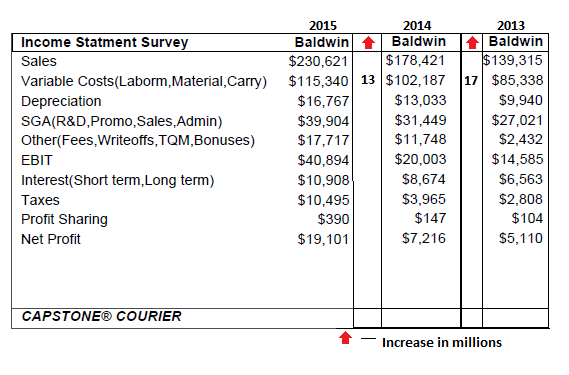 2015 2014 2013
Income Statment Survey Baldwin Baldwin Baldwin
Sales $230,621 $178,421 $139,315
Variable Costs(Laborm,Material,Carry) $115,340 13 $102,187 17 $85,338
Depreciation $16,767 $13,033 $9,940
SGA(R&D,Promo,Sales,Admin) $39,904 $31,449 $27,021
Other(Fees,Writeoffs,TQM,Bonuses) $17,717 $11,748 $2,432
EBIT $40,894 $20,003 $14,585
Interest(Short term,Long term) $10,908 $8,674 $6,563
Taxes $10,495 $3,965 $2,808
Profit Sharing $390 $147 $104
Net Profit $19,101 $7,216 $5,110
CAPSTONE® COURIER
— Increase in millions